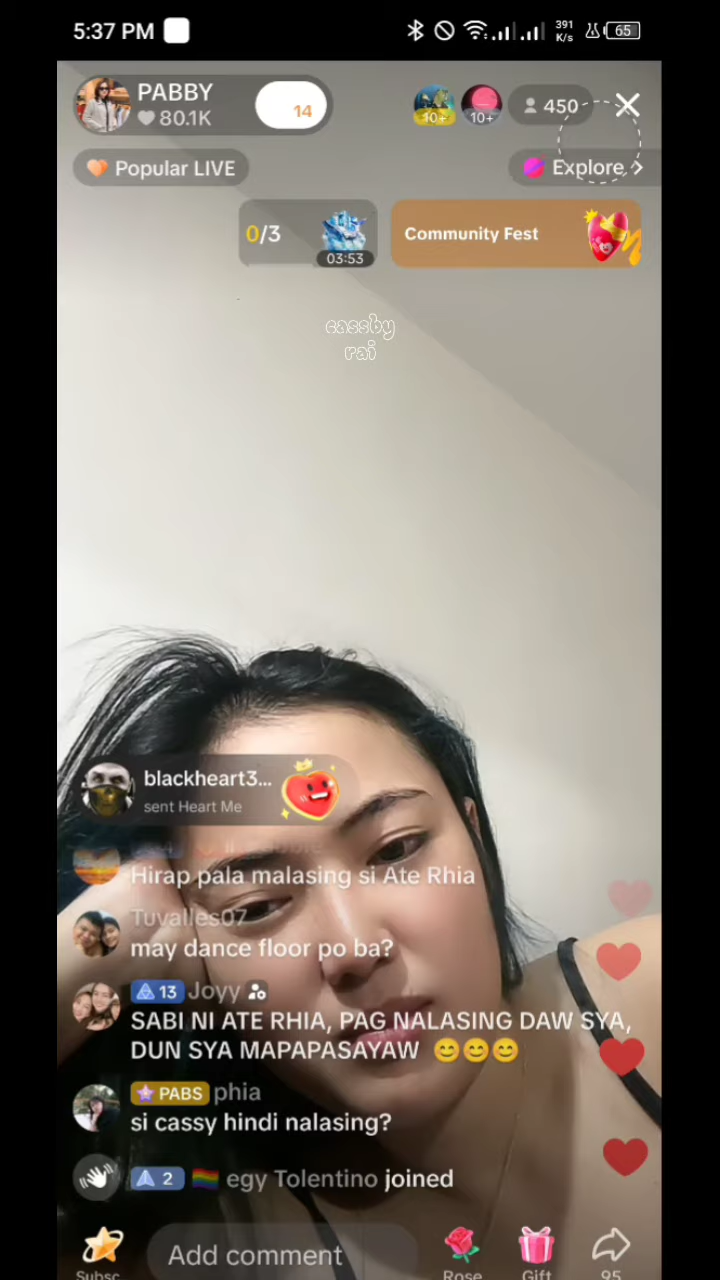 5:37 PM
391
K/s
65
PABBY
80.1K
14
10+
10+
450
Popular LIVE
Explore
0/3
03:53
Community Fest
cassby
rai
blackheart3...
sent Heart Me
Hirap pala malasing si Ate Rhia
Tuvalles07
may dance floor po ba?
13 Joyy
SABI NI ATE RHIA, PAG NALASING DAW SYA,
DUN SYA MAPAPASAYAW 😊😊😊
PABS phia
si cassy hindi nalasing?
2 🏳️‍🌈 egy Tolentino joined
Add comment
Subsc
Rose
Gift
95